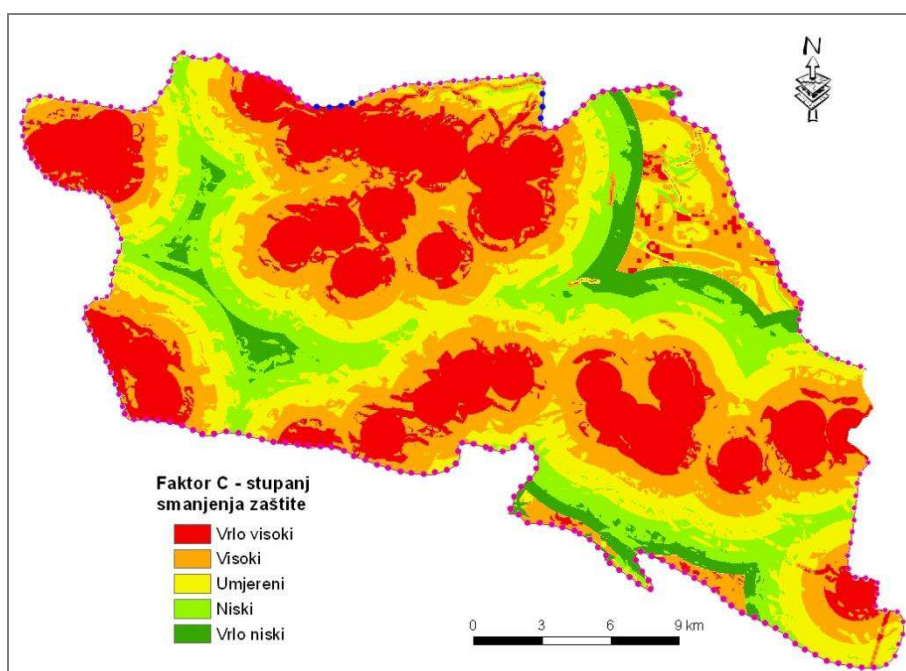 N
Faktor C - stupanj
smanjenja zaštite
Vrlo visoki
Visoki
Umjereni
Niski
Vrlo niski
0 3 6 9 km